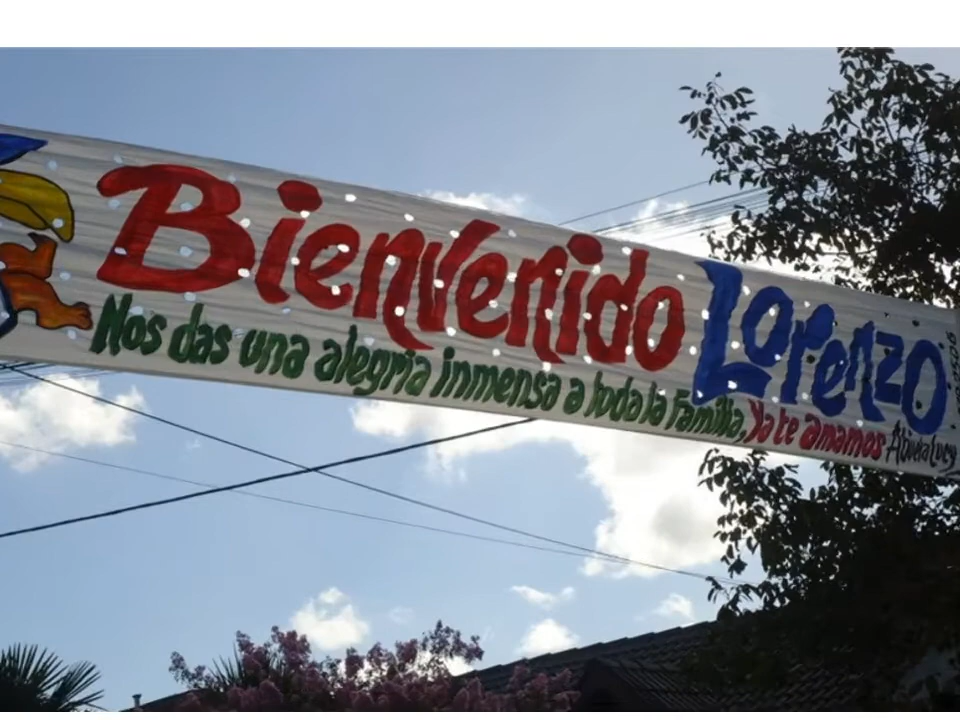 Bienvenido Lorenzo
Nos das una alegria inmensa a toda la Familia, Ya te amamos Abuela Lucy